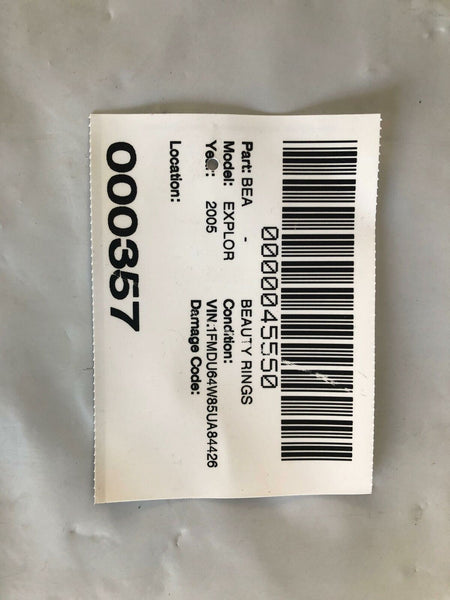 0000045550
Part: BEA - BEAUTY RINGS
Model: EXPLOR Condition:
Year: 2005 VIN:1FMDU64W85UA84426
Damage Code:
Location:
000357